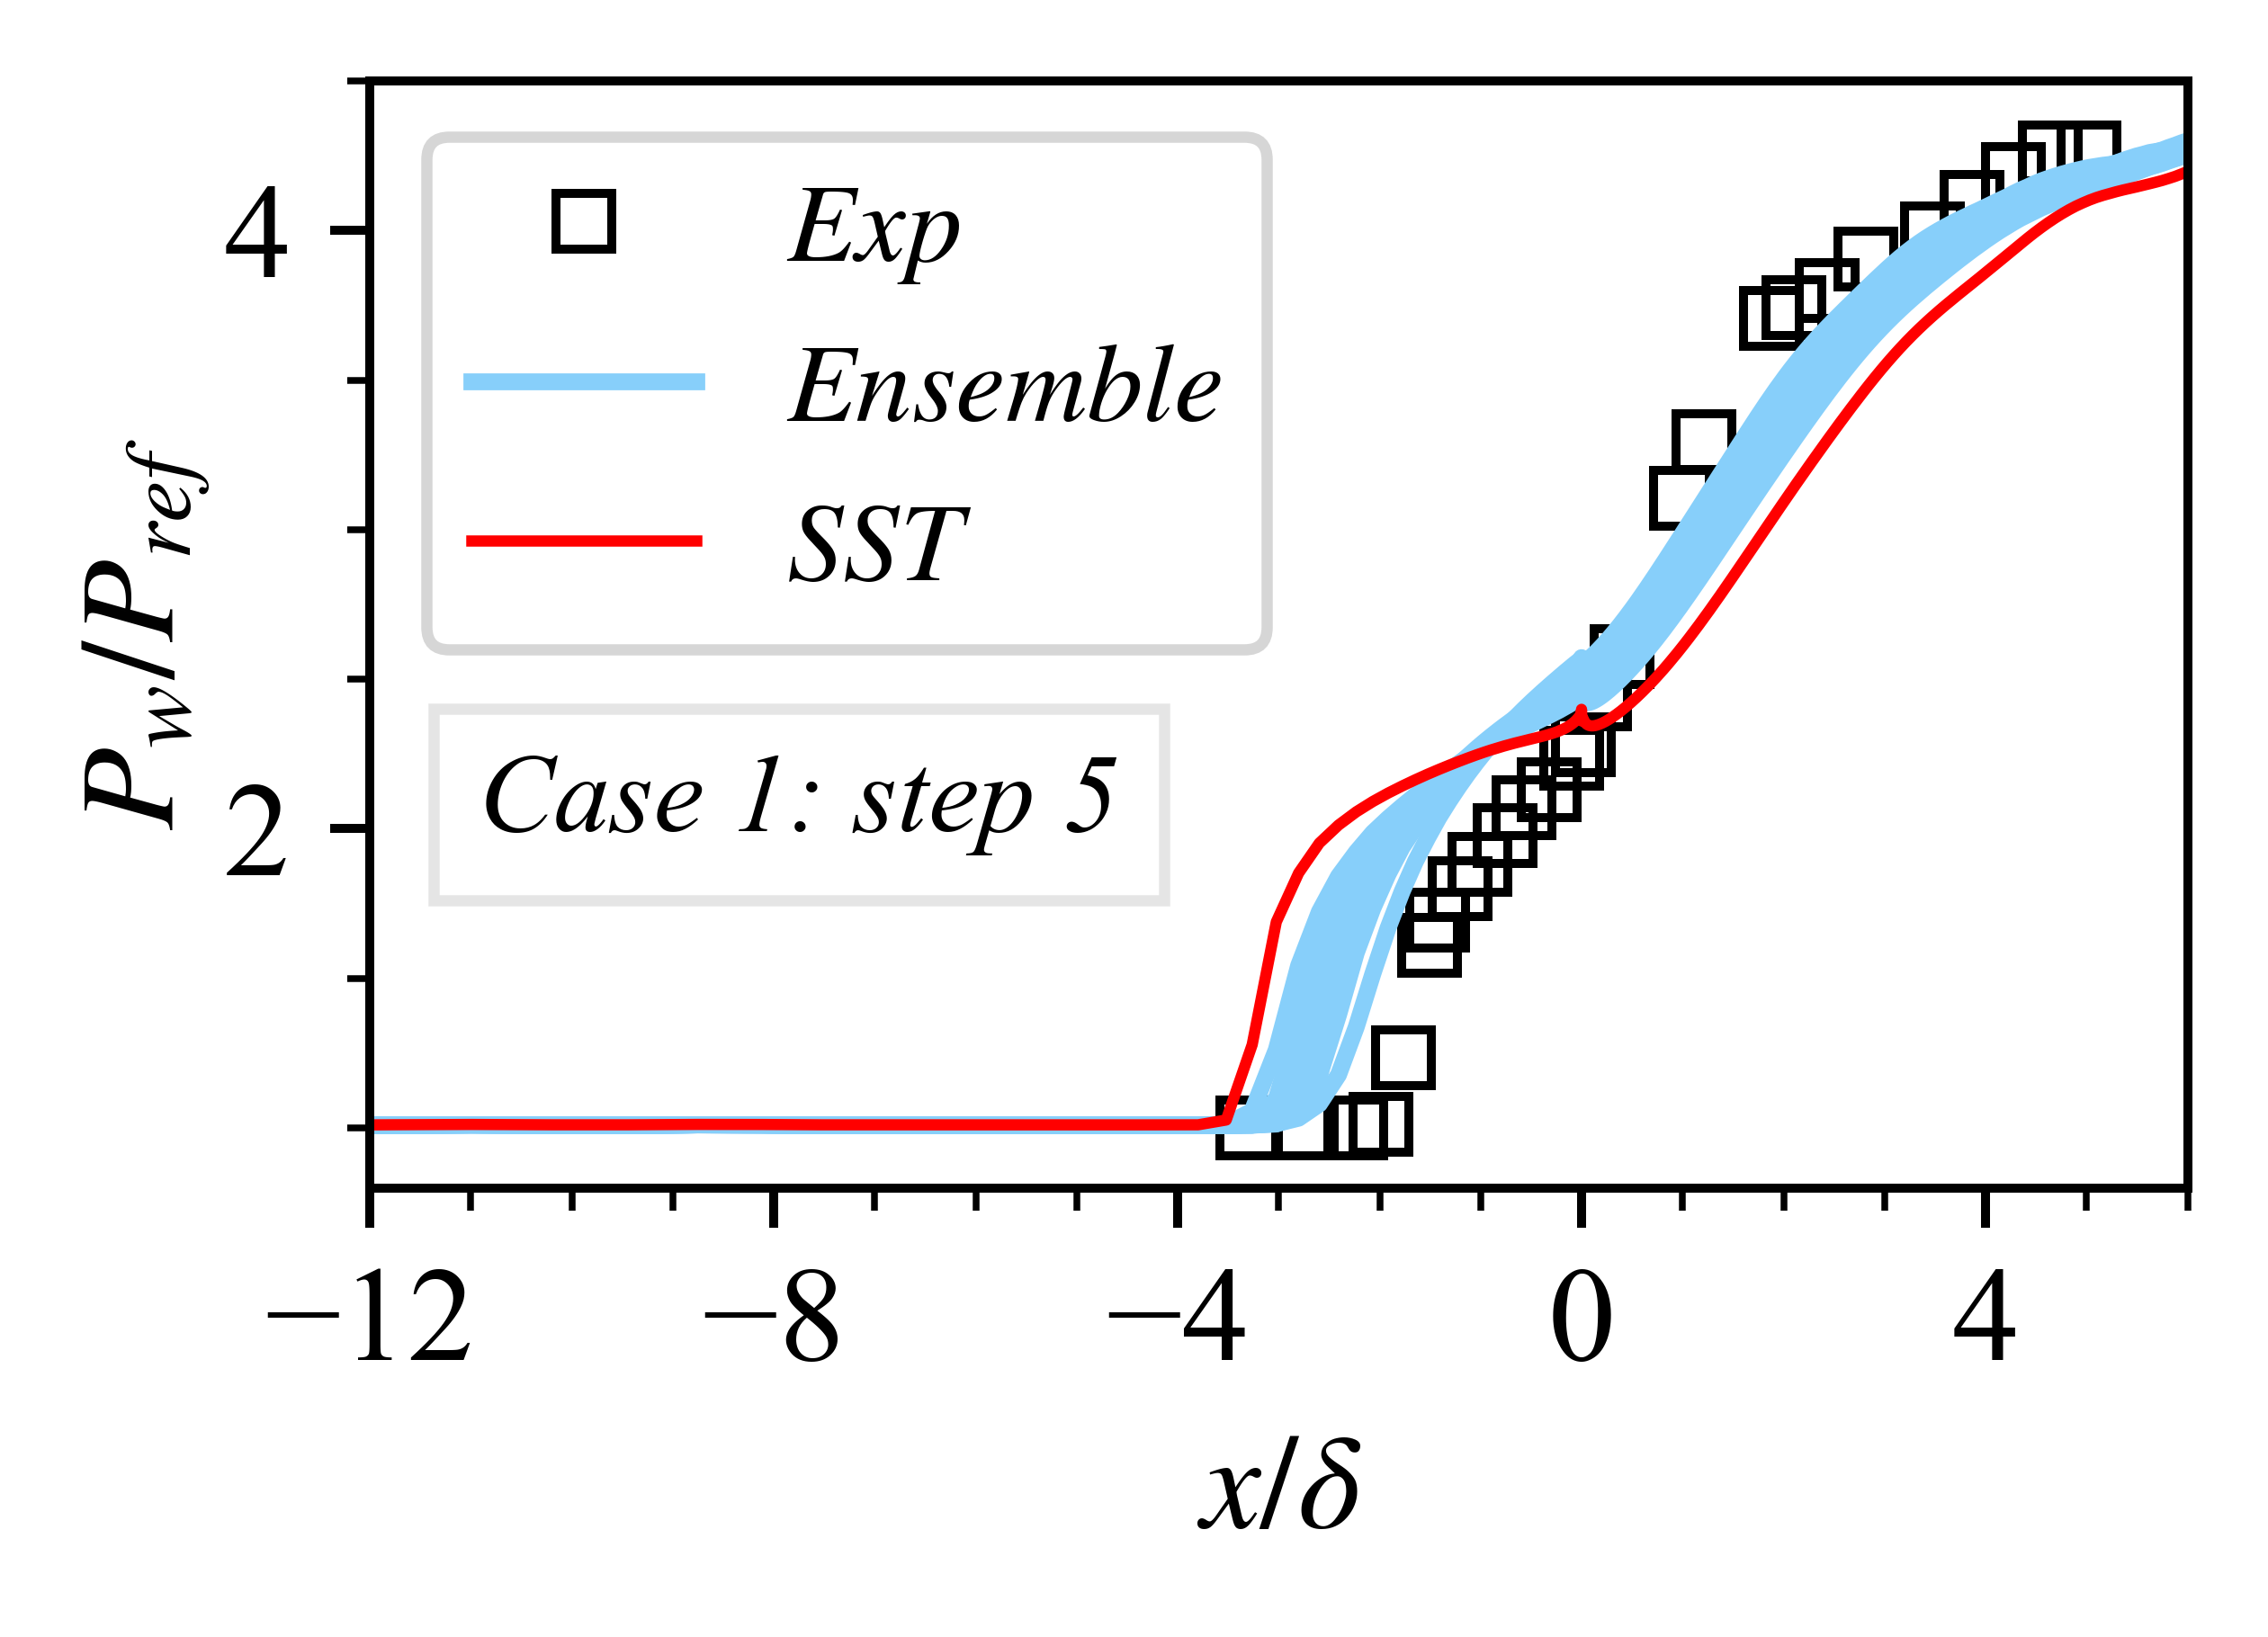 4
2
P_w/P_ref
Exp
Ensemble
SST
Case 1: step 5
−12 −8 −4 0 4
x/δ